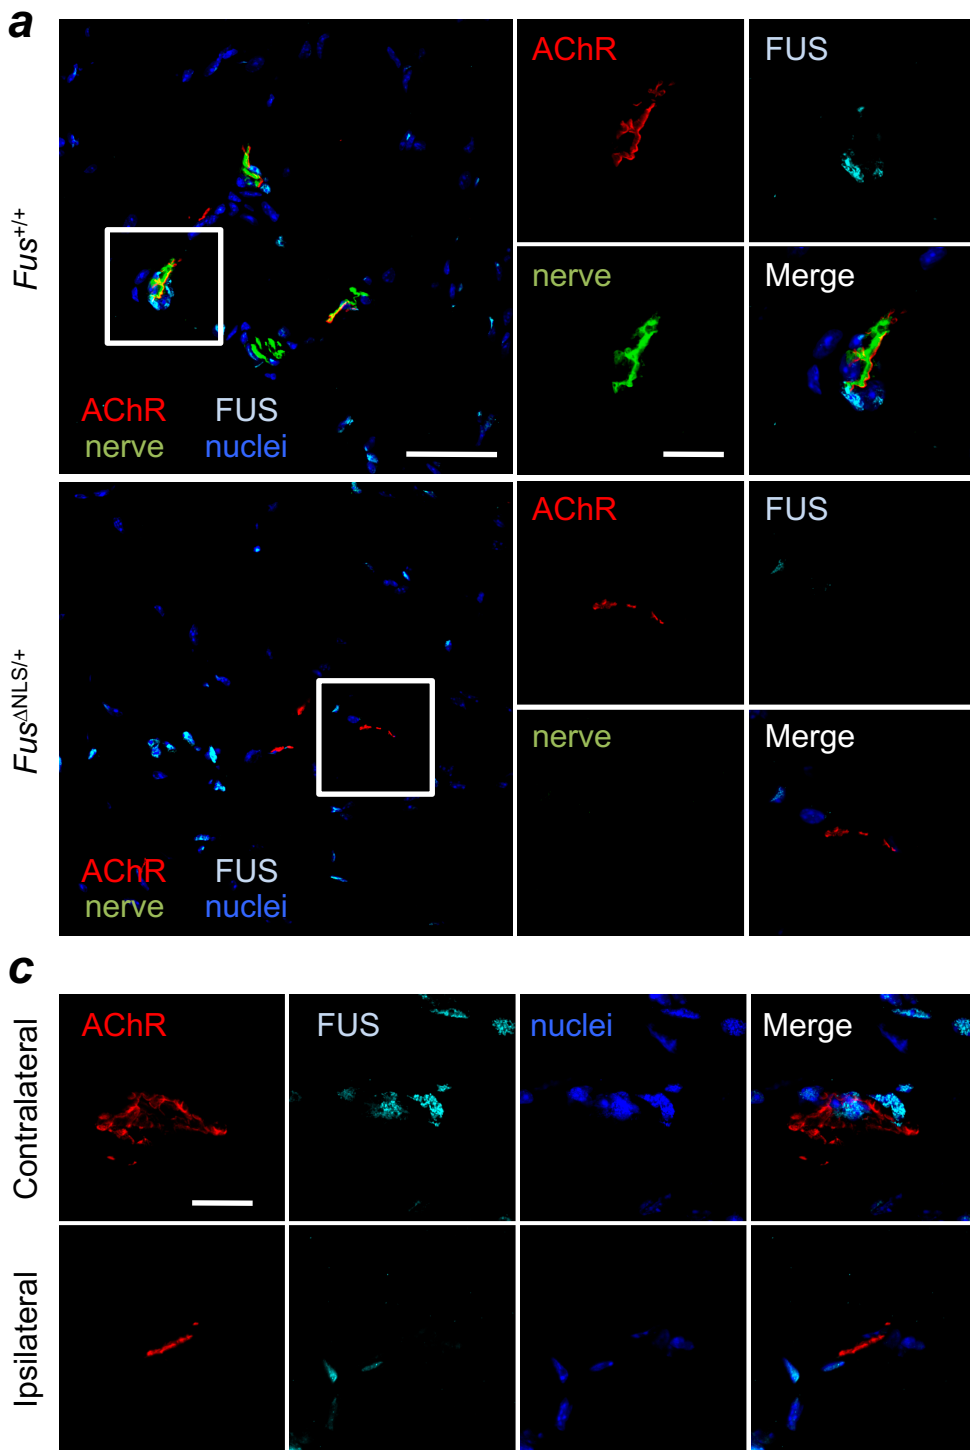 a
Fus+/+
AChR FUS
nerve nuclei
AChR
FUS
nerve
Merge
FusΔNLS/+
AChR FUS
nerve nuclei
AChR
FUS
nerve
Merge
c
Contralateral
AChR
FUS
nuclei
Merge
Ipsilateral